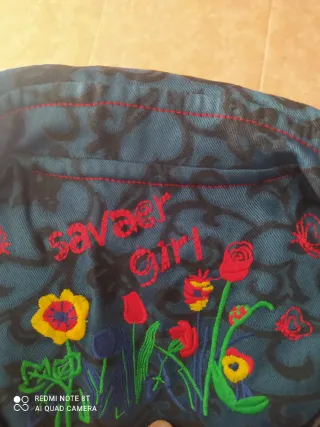 savaer
girl
REDMI NOTE 8T
AI QUAD CAMERA